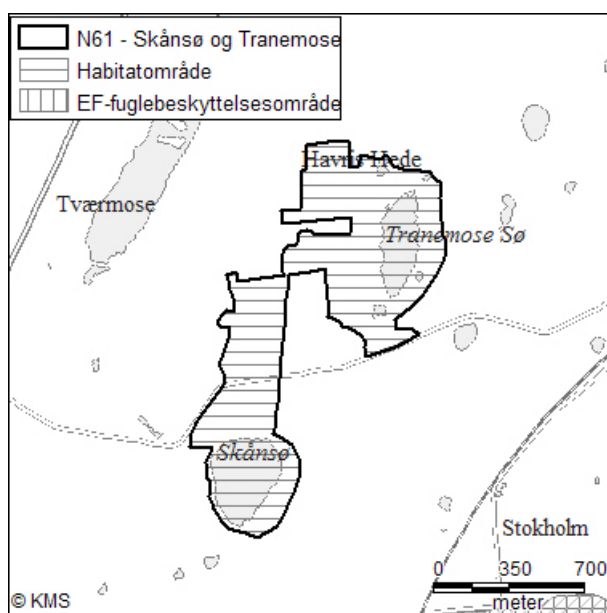 N61 - Skånsø og Tranemose
Habitatområde
EF-fuglebeskyttelsesområde
Havris Hede
Tværmose
Tranemose Sø
Skånsø
Stokholm
0 350 700
meter
© KMS